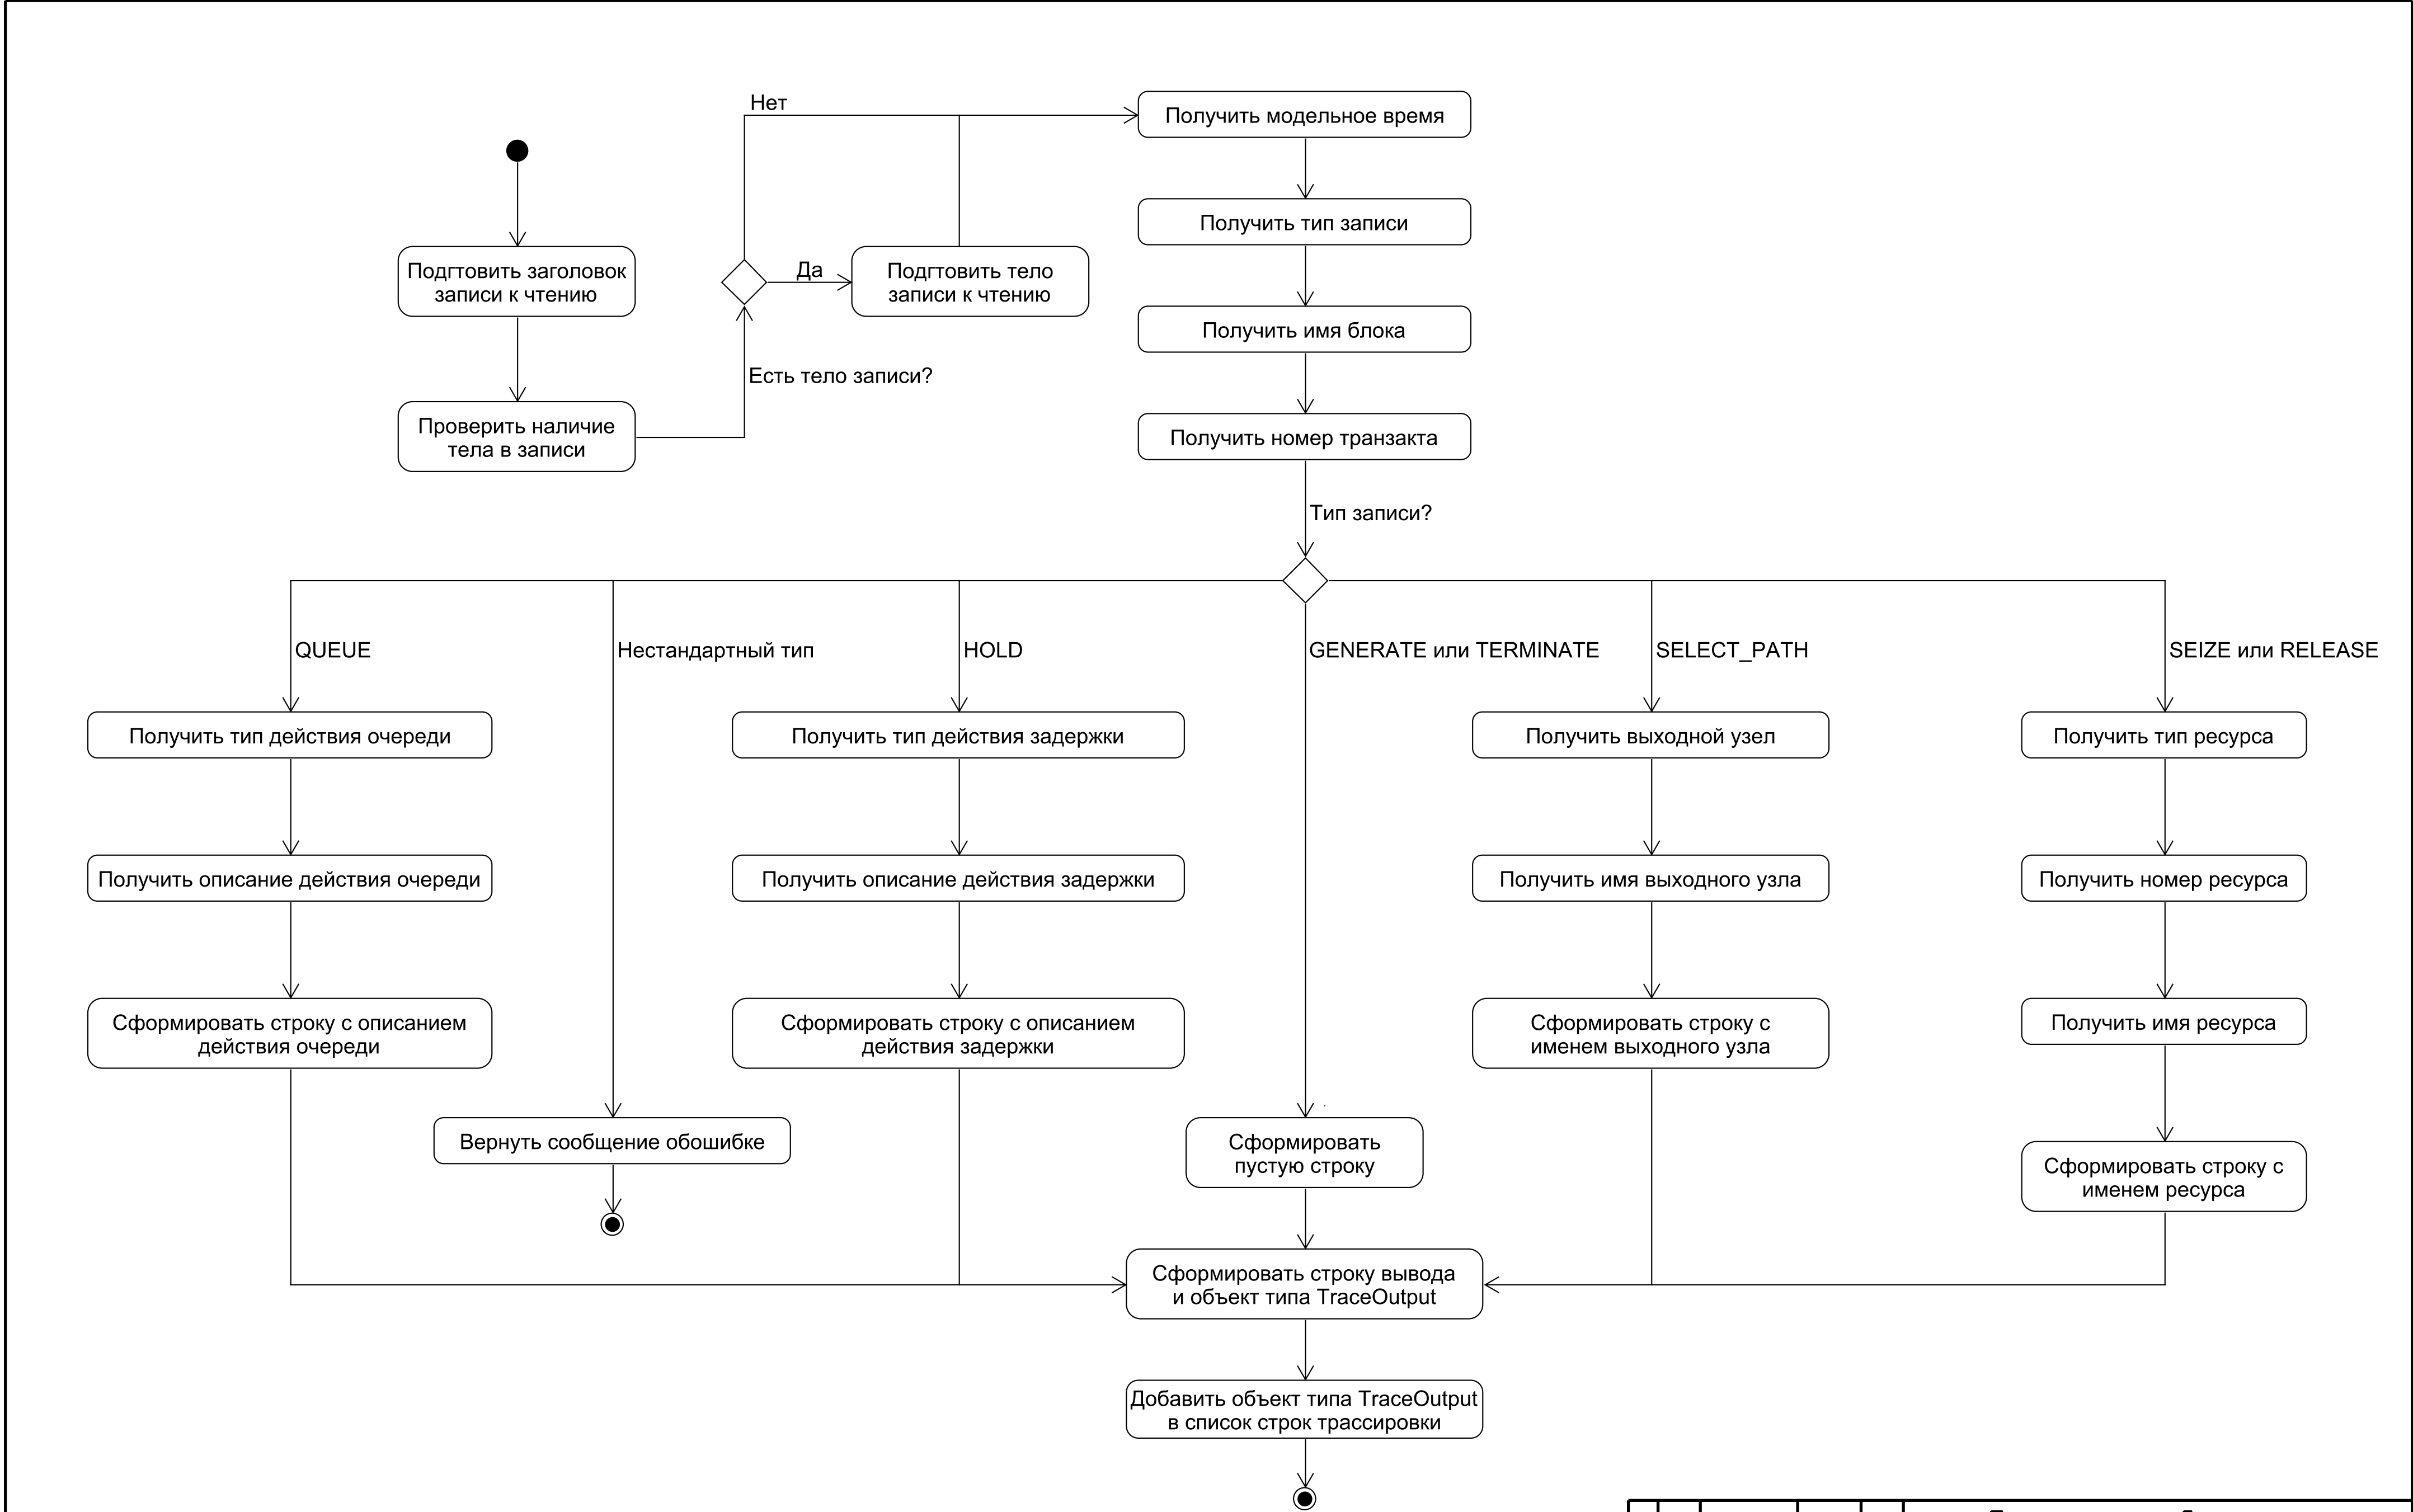 Нет
Получить модельное время
Получить тип записи
Подгтовить заголовок
записи к чтению
Да
Подгтовить тело
записи к чтению
Получить имя блока
Есть тело записи?
Проверить наличие
тела в записи
Получить номер транзакта
Тип записи?
QUEUE
Нестандартный тип
HOLD
GENERATE или TERMINATE
SELECT_PATH
SEIZE или RELEASE
Получить тип действия очереди
Получить тип действия задержки
Получить выходной узел
Получить тип ресурса
Получить описание действия очереди
Получить описание действия задержки
Получить имя выходного узла
Получить номер ресурса
Сформировать строку с описанием
действия очереди
Сформировать строку с описанием
действия задержки
Сформировать строку с
именем выходного узла
Получить имя ресурса
Вернуть сообщение обошибке
Сформировать
пустую строку
Сформировать строку с
именем ресурса
Сформировать строку вывода
и объект типа TraceOutput
Добавить объект типа TraceOutput
в список строк трассировки